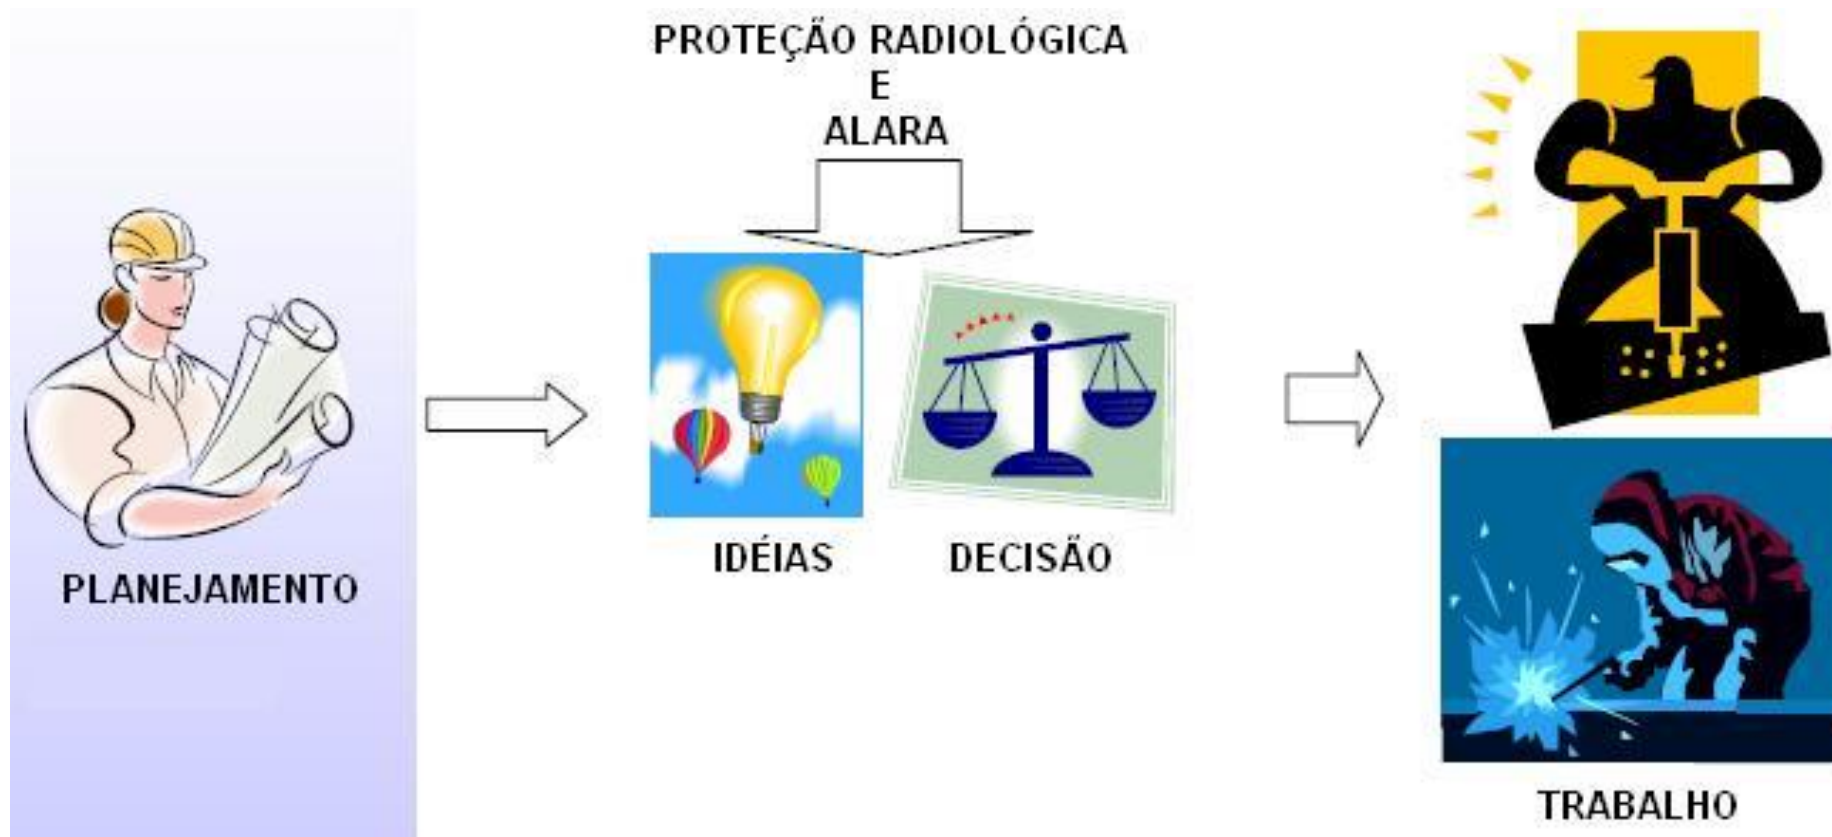 PROTEÇÃO RADIOLÓGICA
E
ALARA
IDÉIAS
DECISÃO
PLANEJAMENTO
TRABALHO